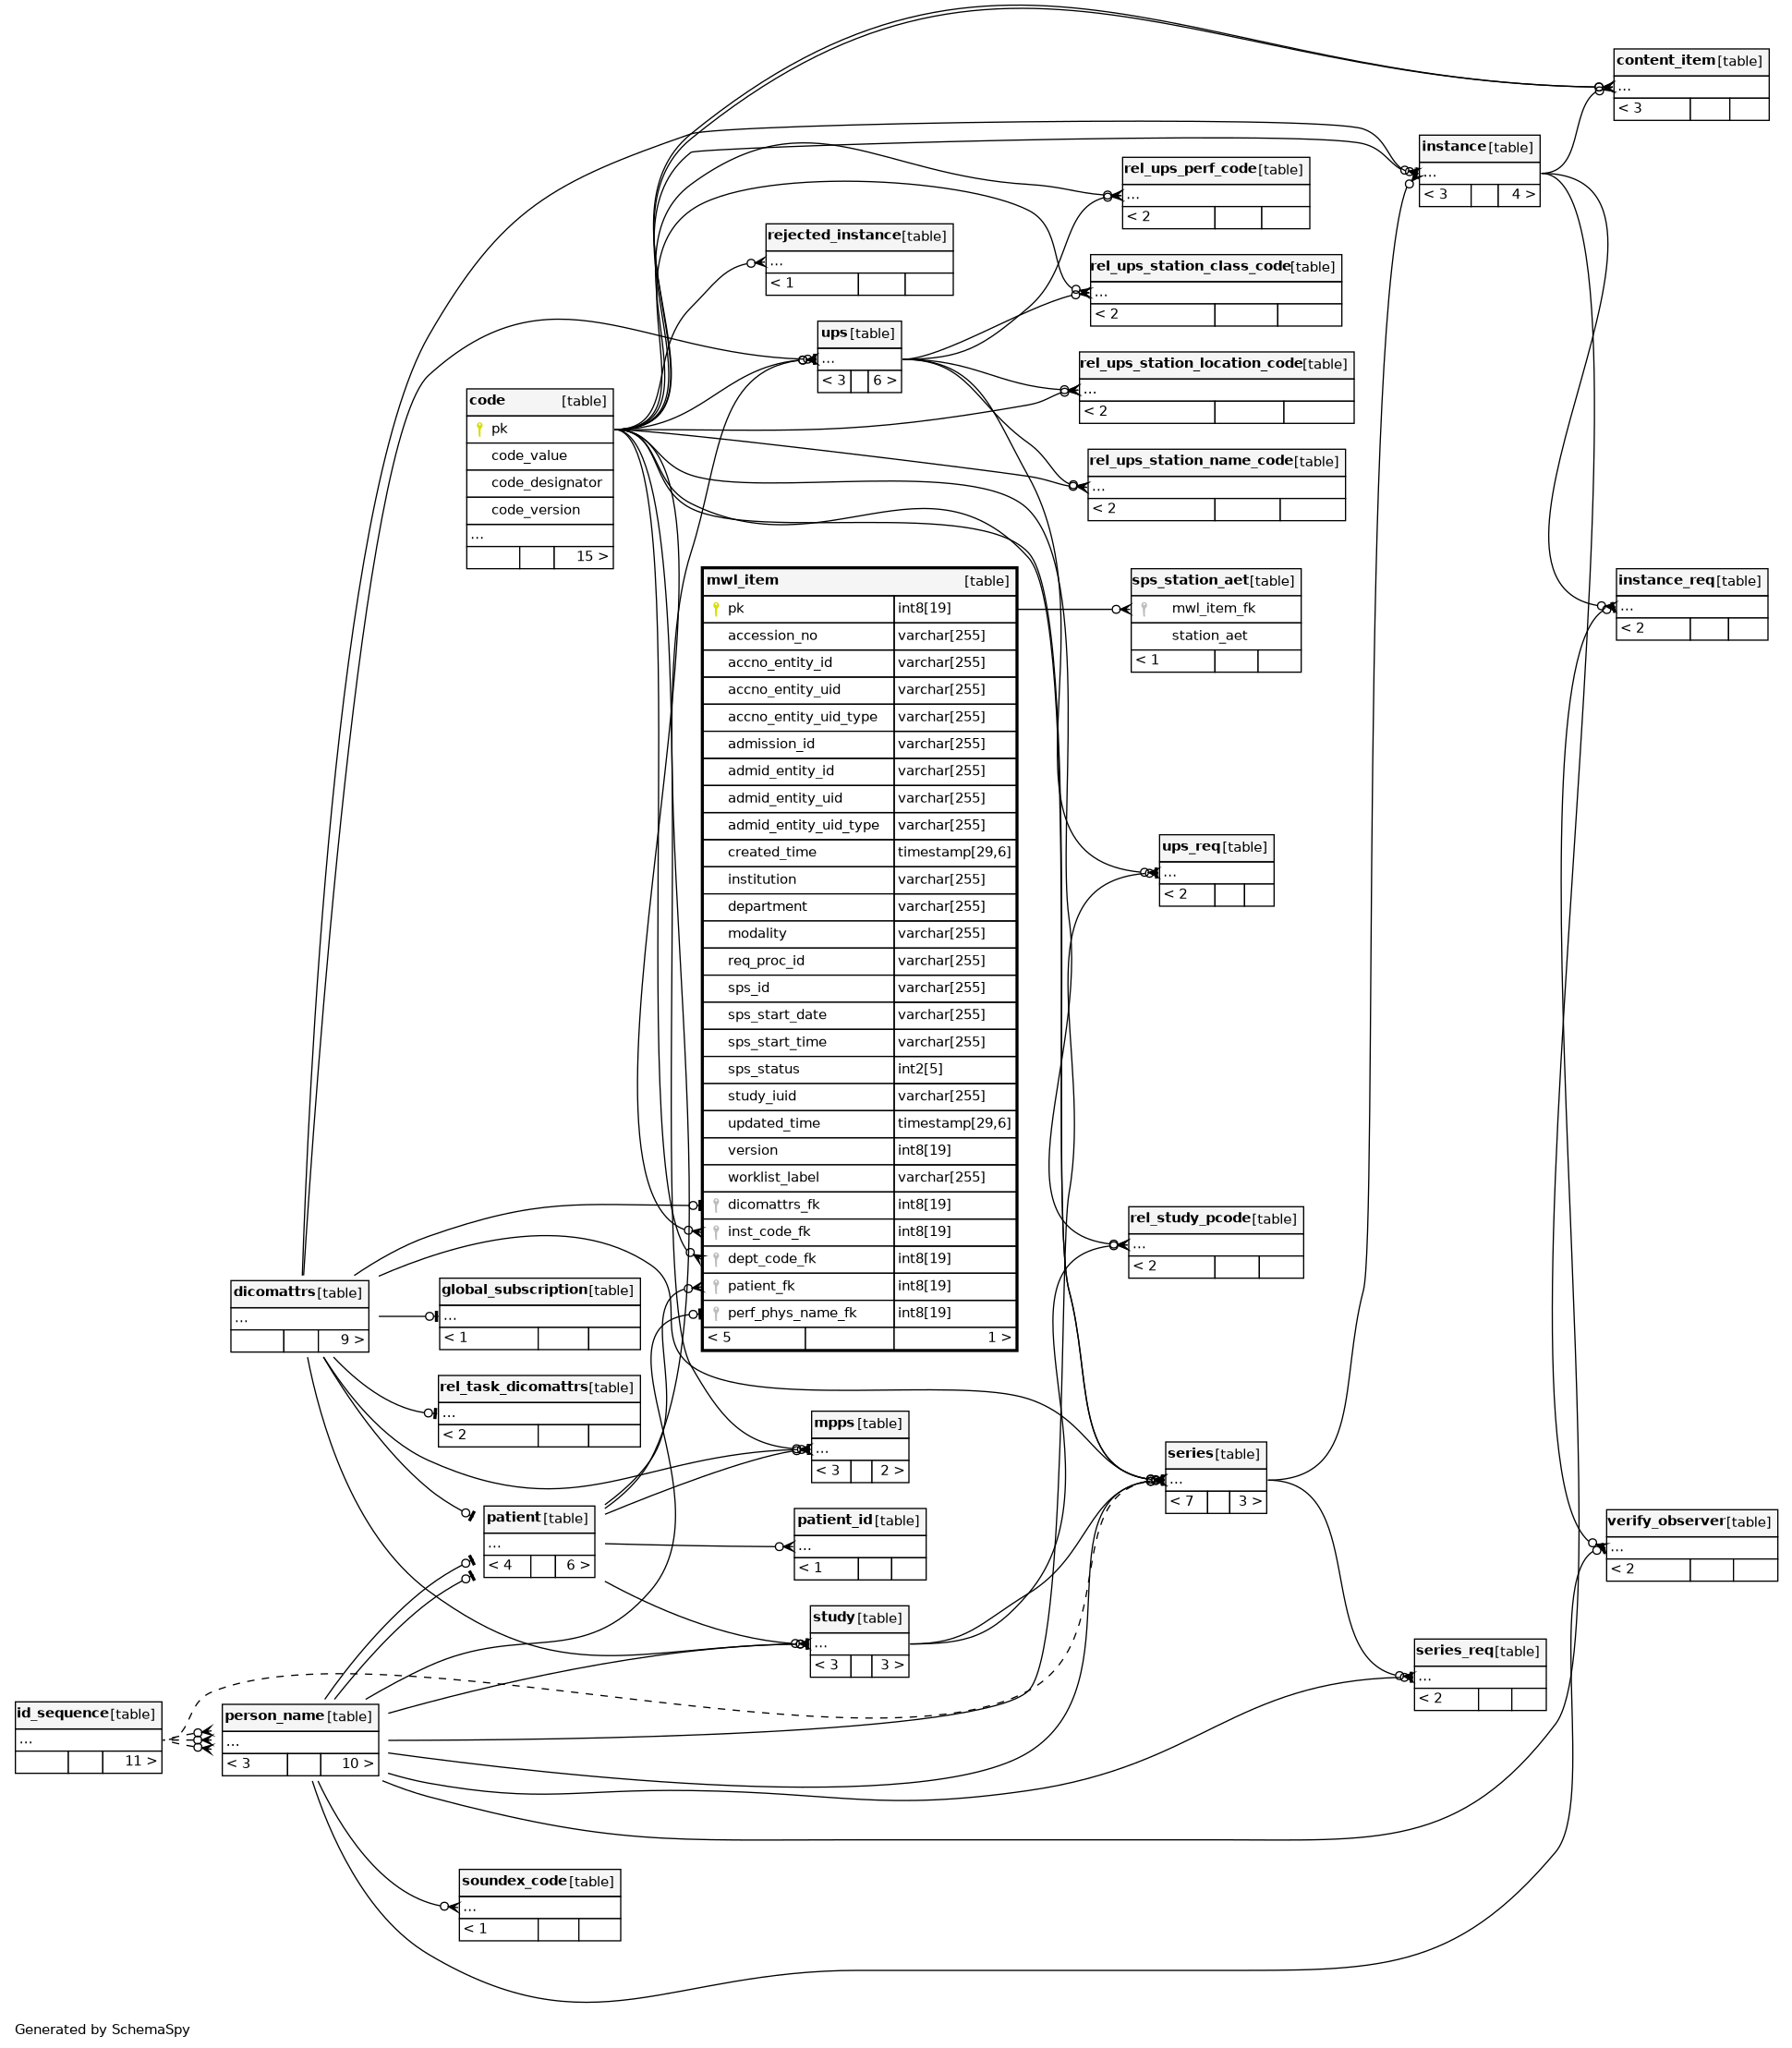 content_item [table]
...
< 3
instance [table]
...
< 3 4 >
rel_ups_perf_code [table]
...
< 2
rejected_instance [table]
...
< 1
rel_ups_station_class_code [table]
...
< 2
ups [table]
...
< 3 6 >
rel_ups_station_location_code [table]
...
< 2
code [table]
pk
code_value
code_designator
code_version
...
15 >
rel_ups_station_name_code [table]
...
< 2
mwl_item [table]
pk int8[19]
accession_no varchar[255]
accno_entity_id varchar[255]
accno_entity_uid varchar[255]
accno_entity_uid_type varchar[255]
admission_id varchar[255]
admid_entity_id varchar[255]
admid_entity_uid varchar[255]
admid_entity_uid_type varchar[255]
created_time timestamp[29,6]
institution varchar[255]
department varchar[255]
modality varchar[255]
req_proc_id varchar[255]
sps_id varchar[255]
sps_start_date varchar[255]
sps_start_time varchar[255]
sps_status int2[5]
study_iuid varchar[255]
updated_time timestamp[29,6]
version int8[19]
worklist_label varchar[255]
dicomattrs_fk int8[19]
inst_code_fk int8[19]
dept_code_fk int8[19]
patient_fk int8[19]
perf_phys_name_fk int8[19]
< 5 1 >
sps_station_aet [table]
mwl_item_fk
station_aet
< 1
instance_req [table]
...
< 2
ups_req [table]
...
< 2
rel_study_pcode [table]
...
< 2
dicomattrs [table]
...
9 >
global_subscription [table]
...
< 1
rel_task_dicomattrs [table]
...
< 2
mpps [table]
...
< 3 2 >
series [table]
...
< 7 3 >
patient [table]
...
< 4 6 >
patient_id [table]
...
< 1
verify_observer [table]
...
< 2
study [table]
...
< 3 3 >
series_req [table]
...
< 2
id_sequence [table]
...
11 >
person_name [table]
...
< 3 10 >
soundex_code [table]
...
< 1
Generated by SchemaSpy